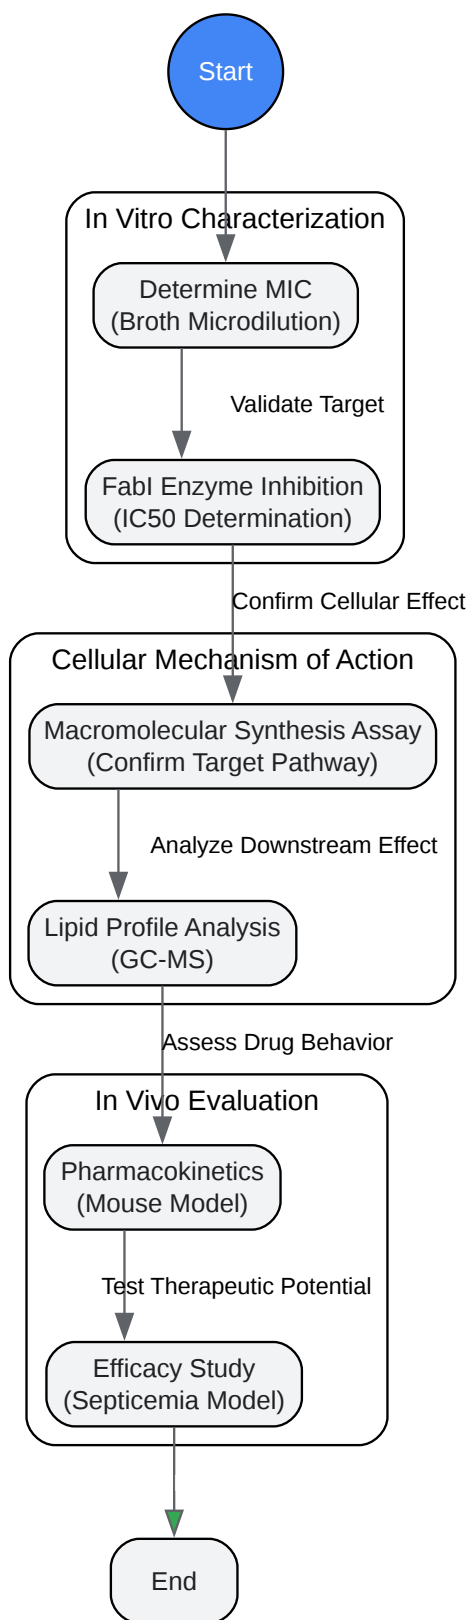 Start
In Vitro Characterization
Determine MIC
(Broth Microdilution)
Validate Target
FabI Enzyme Inhibition
(IC50 Determination)
Confirm Cellular Effect
Cellular Mechanism of Action
Macromolecular Synthesis Assay
(Confirm Target Pathway)
Analyze Downstream Effect
Lipid Profile Analysis
(GC-MS)
Assess Drug Behavior
In Vivo Evaluation
Pharmacokinetics
(Mouse Model)
Test Therapeutic Potential
Efficacy Study
(Septicemia Model)
End